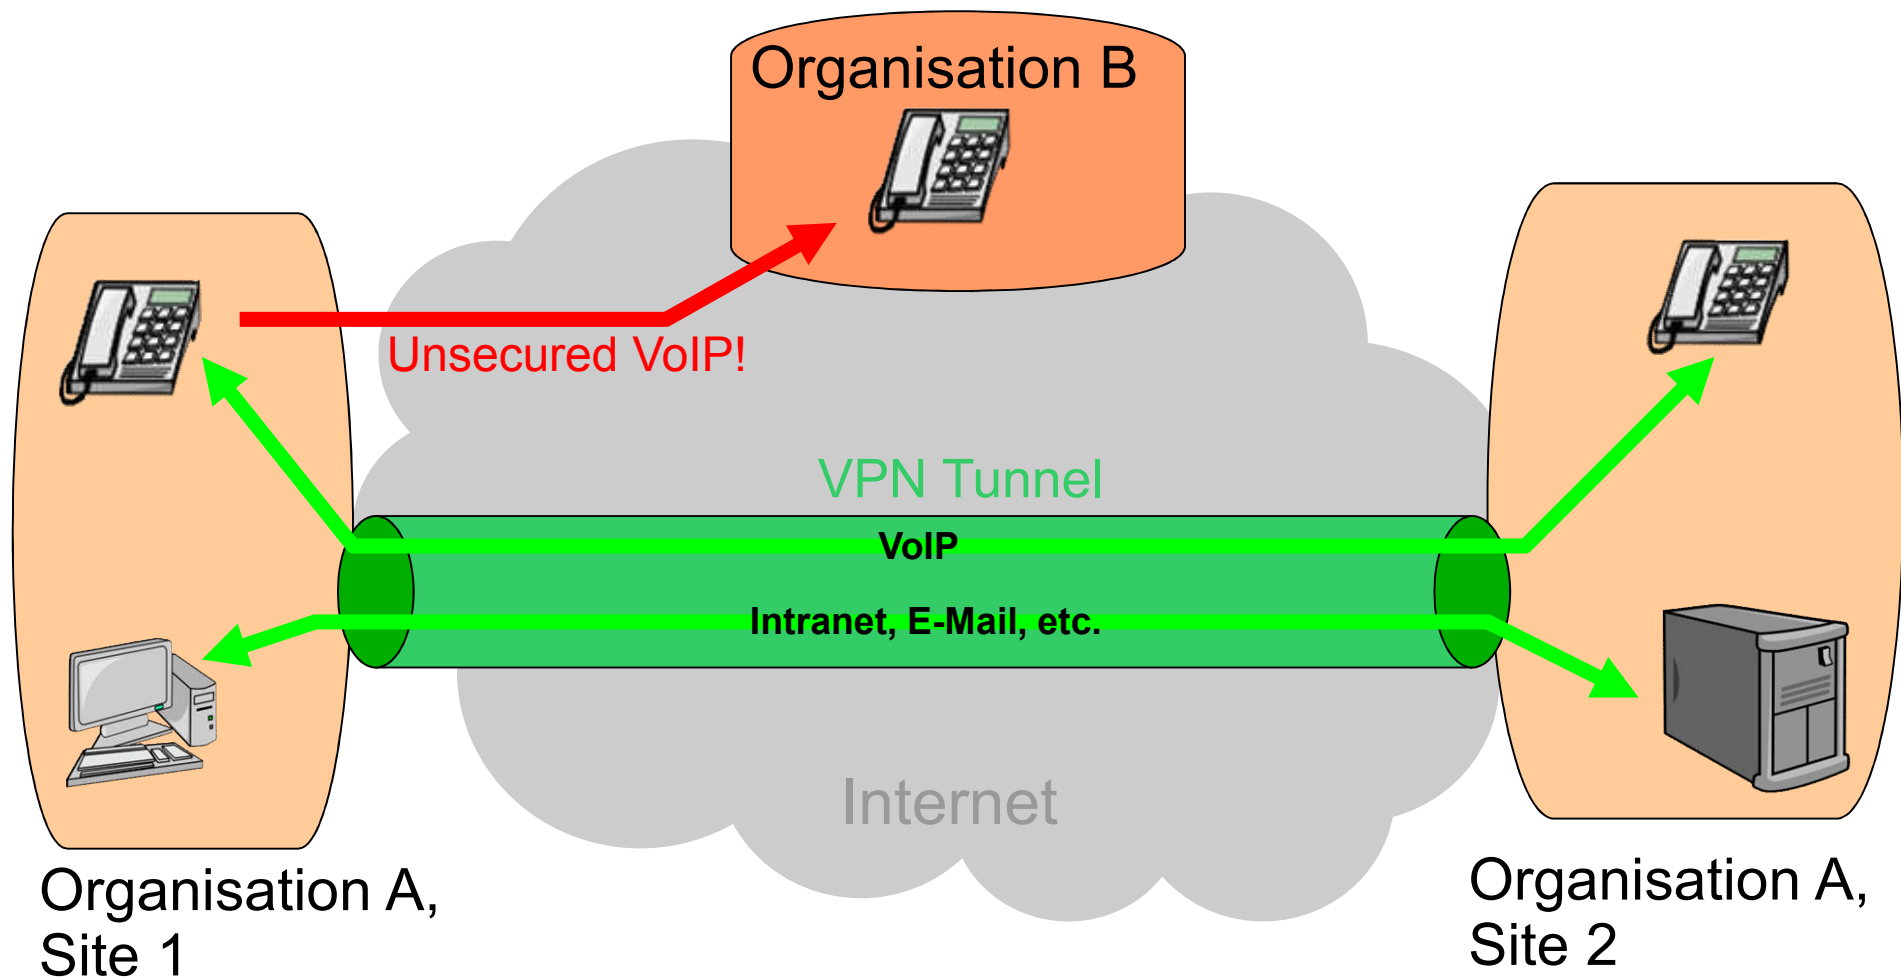 Organisation B
Unsecured VoIP!
VPN Tunnel
VoIP
Intranet, E-Mail, etc.
Internet
Organisation A,
Site 1
Organisation A,
Site 2